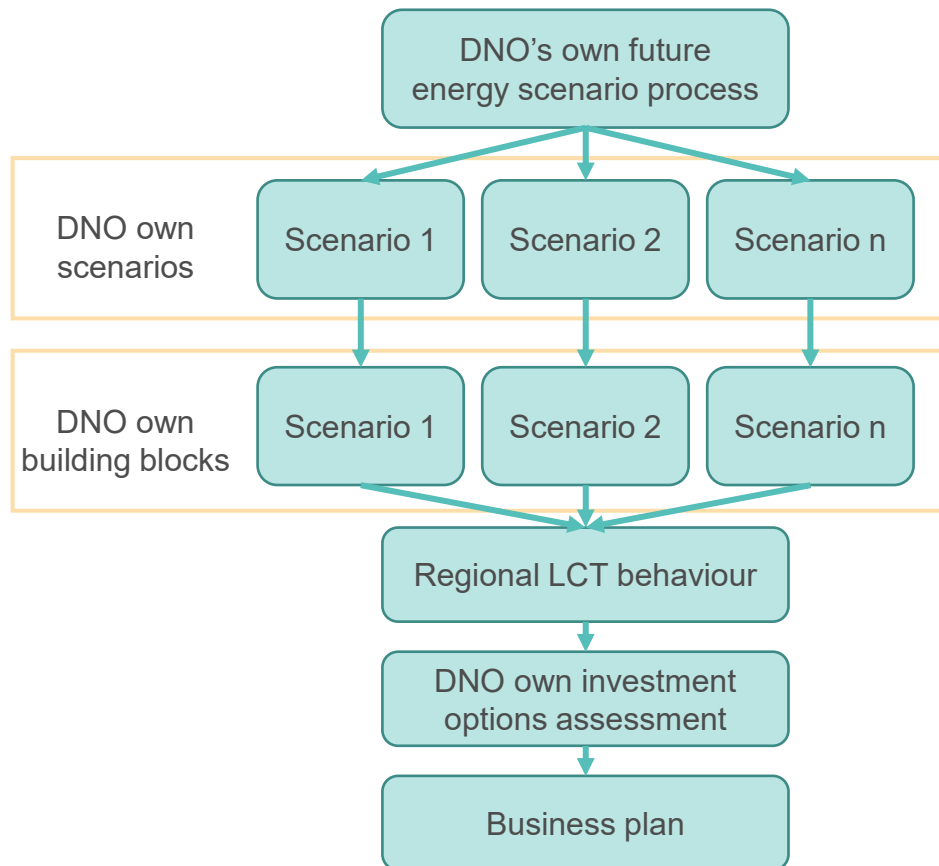 DNO's own future
energy scenario process
DNO own
scenarios
Scenario 1
Scenario 2
Scenario n
DNO own
building blocks
Scenario 1
Scenario 2
Scenario n
Regional LCT behaviour
DNO own investment
options assessment
Business plan